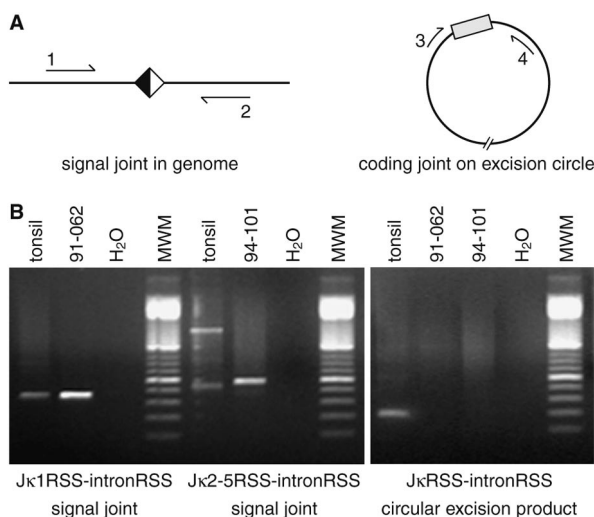 A
1
2
3
4
signal joint in genome
coding joint on excision circle
B
tonsil
91-062
H₂O
MWM
tonsil
94-101
H₂O
MWM
tonsil
91-062
94-101
H₂O
MWM
Jκ1RSS-intronRSS
signal joint
Jκ2-5RSS-intronRSS
signal joint
JκRSS-intronRSS
circular excision product